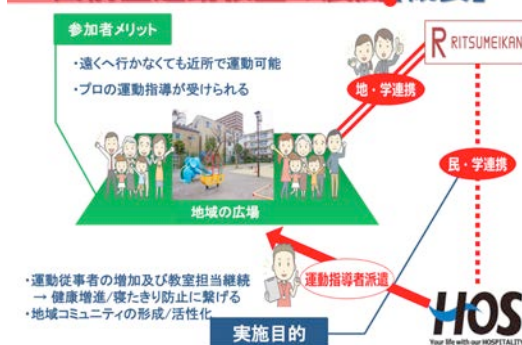 参加者メリット
・遠くへ行かなくても近所で運動可能
・プロの運動指導が受けられる
R RITSUMEIKAN
地・学連携
民・学連携
地域の広場
運動指導者派遣
・運動従事者の増加及び教室担当継続
→ 健康増進/寝たきり防止に繋げる
・地域コミュニティの形成/活性化
実施目的
HOS
Your life with our HOSPITALITY